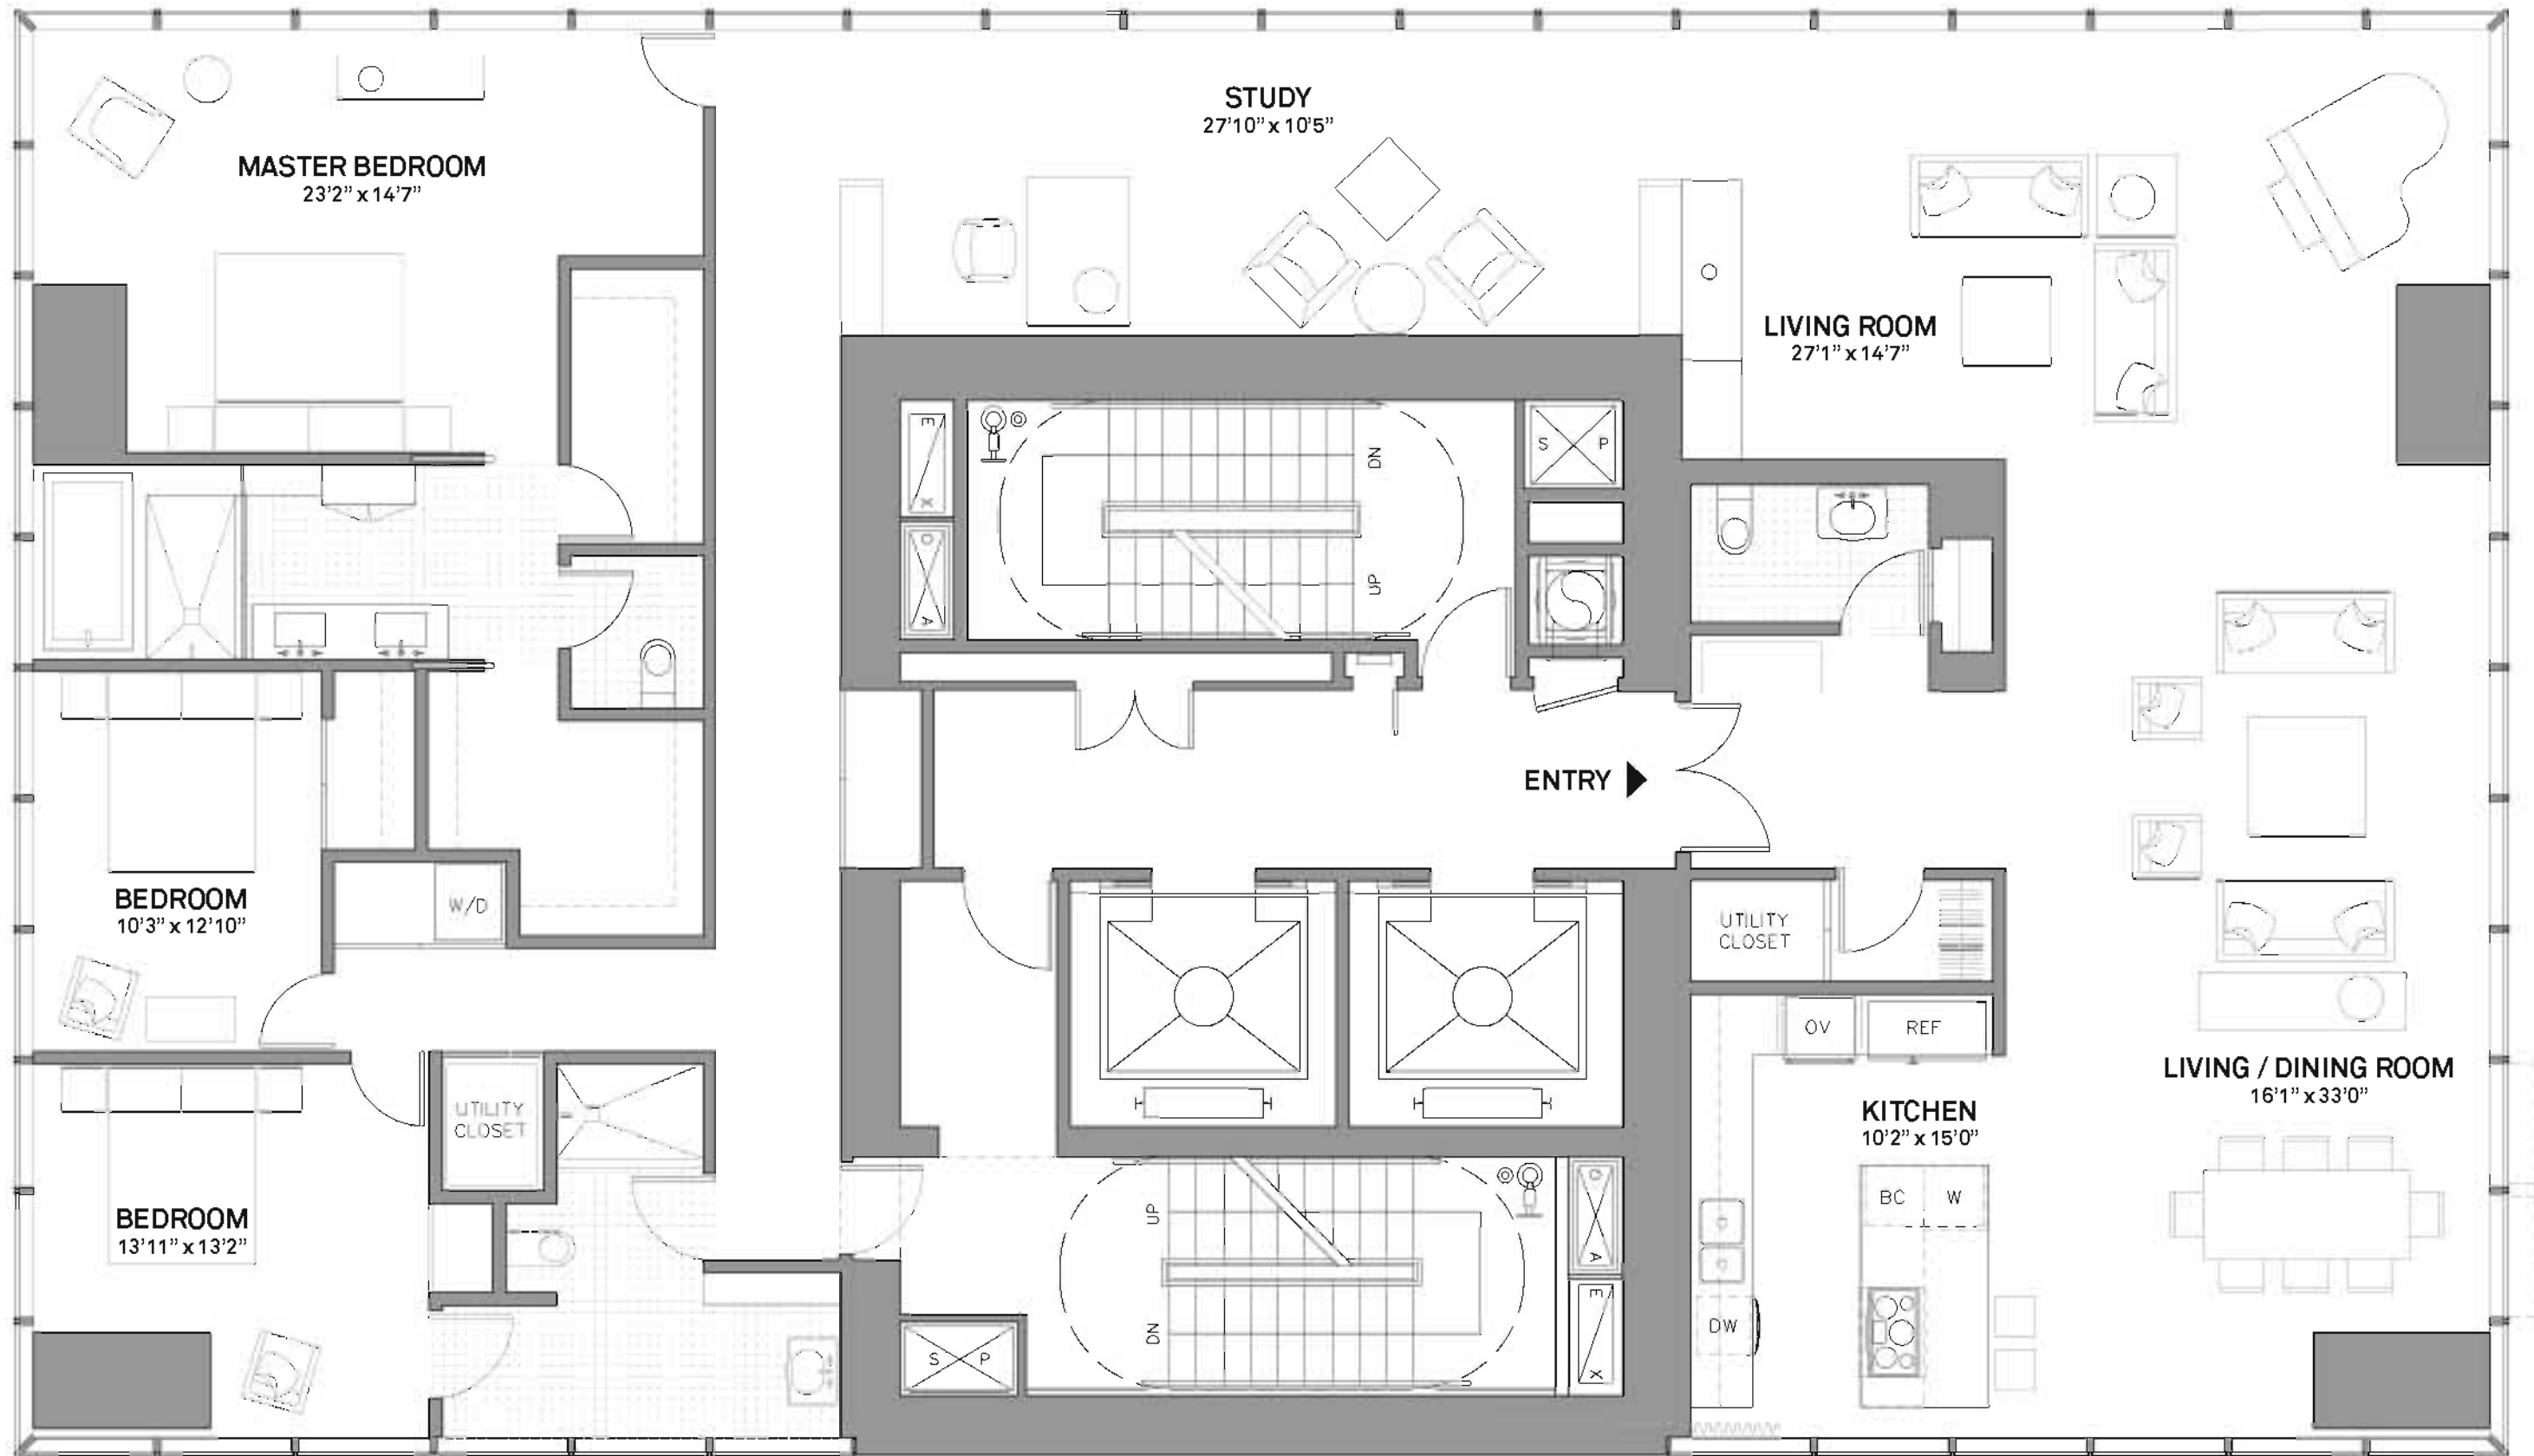 STUDY
27'10" x 10'5"
MASTER BEDROOM
23'2" x 14'7"
LIVING ROOM
27'1" x 14'7"
E
X
O
A
DN
UP
S P
ENTRY
BEDROOM
10'3" x 12'10"
W/D
UTILITY
CLOSET
OV
REF
LIVING / DINING ROOM
16'1" x 33'0"
KITCHEN
10'2" x 15'0"
UTILITY
CLOSET
BEDROOM
13'11" x 13'2"
UP
DN
O
A
E
X
BC
W
DW
S P